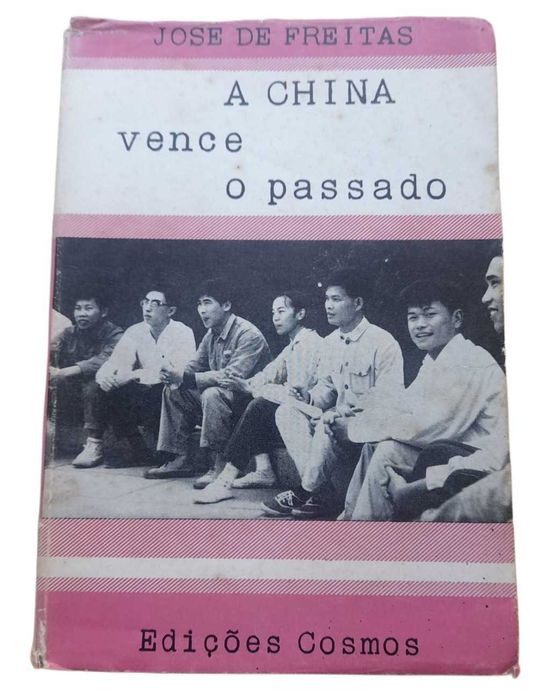 JOSE DE FREITAS
A CHINA
vence
o passado
Edições Cosmos